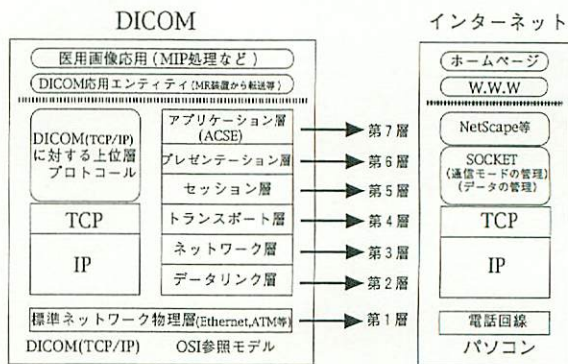 DICOM
医用画像応用(MIP処理など)
DICOM応用エンティティ(MR装置から転送等)
DICOM(TCP/IP)
に対する上位層
プロトコール
TCP
IP
アプリケーション層
(ACSE)
プレゼンテーション層
セッション層
トランスポート層
ネットワーク層
データリンク層
標準ネットワーク物理層(Ethernet,ATM等)
DICOM(TCP/IP)
OSI参照モデル
第7層
第6層
第5層
第4層
第3層
第2層
第1層
インターネット
ホームページ
W.W.W
NetScape等
SOCKET
(通信モードの管理)
(データの管理)
TCP
IP
電話回線
パソコン